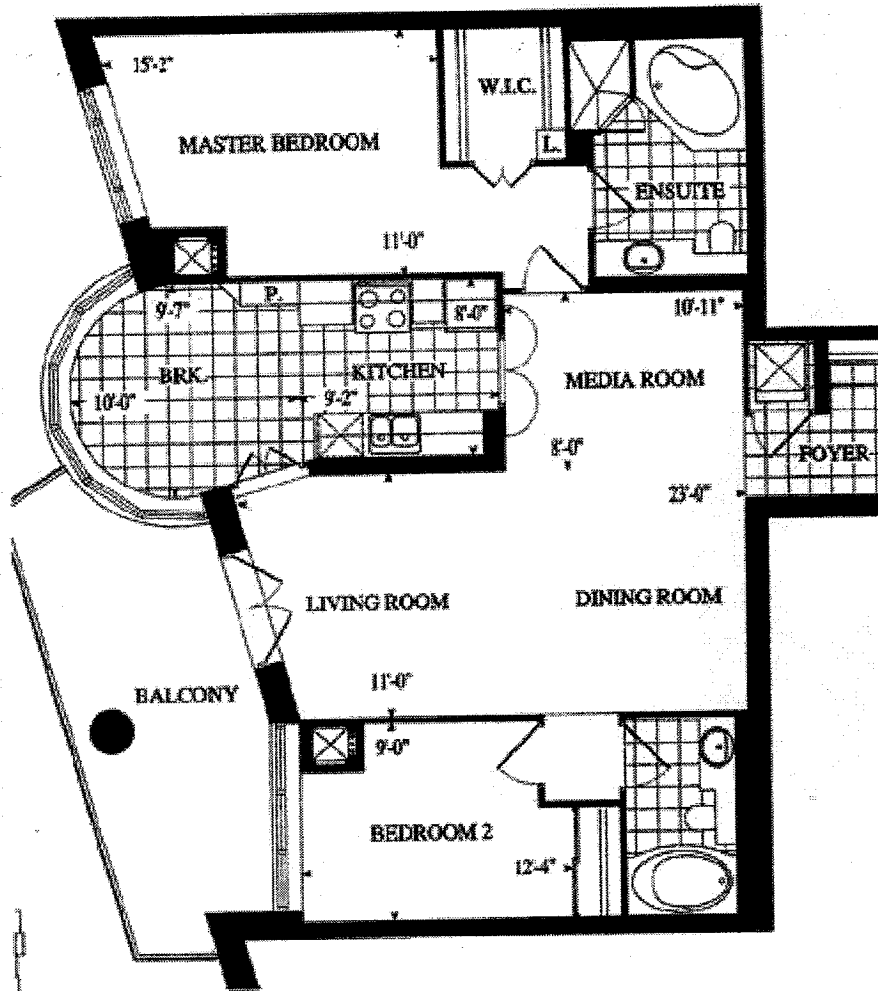 15'-2"
W.I.C.
MASTER BEDROOM
L.
ENSUITE
11'-0"
P.
9'-7"
8'-0"
10'-11"
BRK.
KITCHEN
MEDIA ROOM
10'-0"
9'-2"
8'-0"
FOYER
23'-0"
LIVING ROOM
DINING ROOM
BALCONY
11'-0"
9'-0"
BEDROOM 2
12'-4"